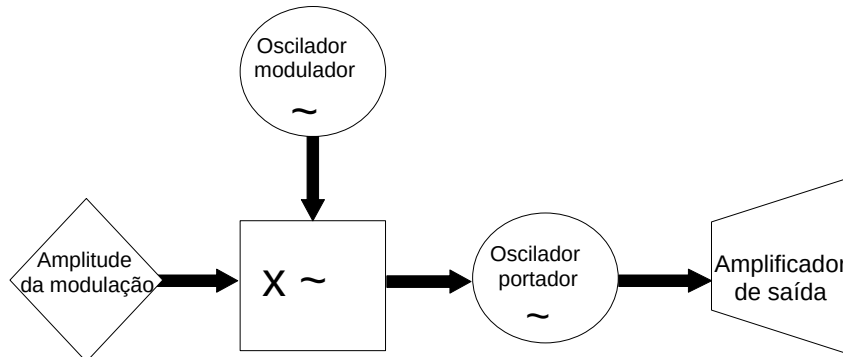 Oscilador
modulador
~
Amplitude
da modulação
x ~
Oscilador
portador
~
Amplificador
de saída